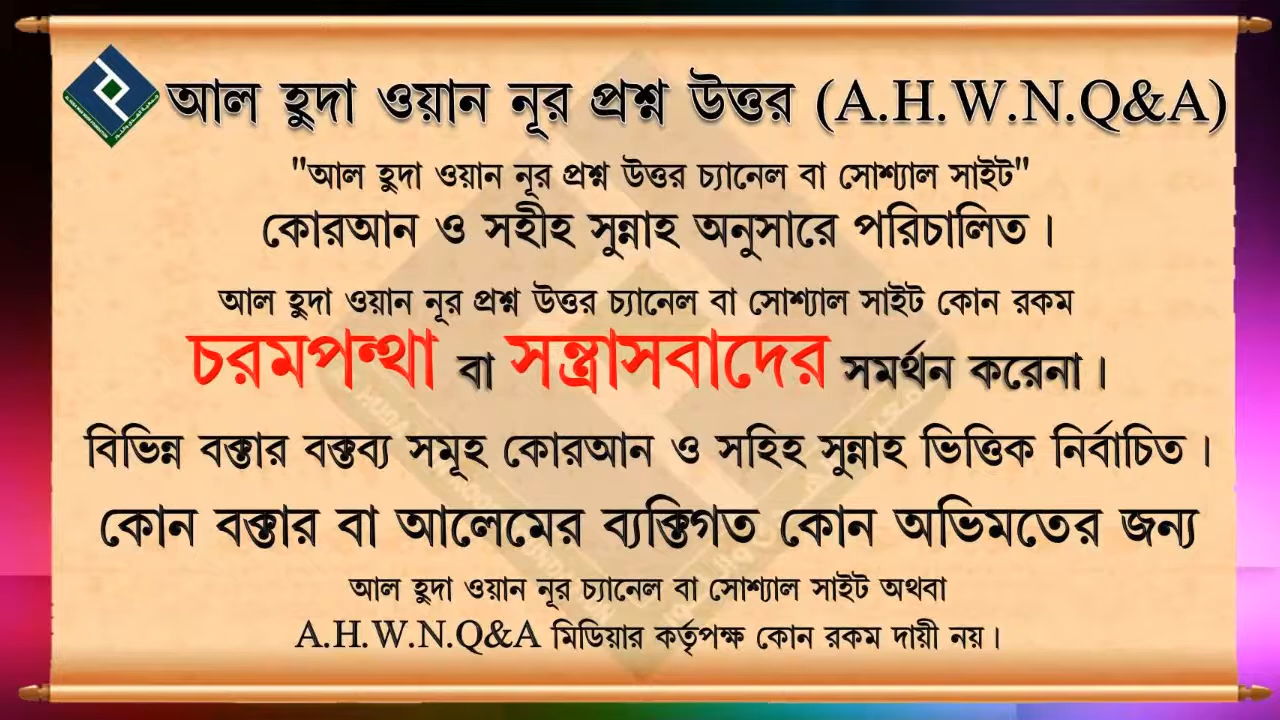 আল হুদা ওয়ান নূর প্রশ্ন উত্তর (A.H.W.N.Q&A)
"আল হুদা ওয়ান নূর প্রশ্ন উত্তর চ্যানেল বা সোশ্যাল সাইট"
কোরআন ও সহীহ সুন্নাহ অনুসারে পরিচালিত।
আল হুদা ওয়ান নূর প্রশ্ন উত্তর চ্যানেল বা সোশ্যাল সাইট কোন রকম
চরমপন্থা বা সন্ত্রাসবাদের সমর্থন করেনা।
বিভিন্ন বক্তার বক্তব্য সমূহ কোরআন ও সহিহ সুন্নাহ ভিত্তিক নির্বাচিত।
কোন বক্তার বা আলেমের ব্যক্তিগত কোন অভিমতের জন্য
আল হুদা ওয়ান নূর চ্যানেল বা সোশ্যাল সাইট অথবা
A.H.W.N.Q&A মিডিয়ার কর্তৃপক্ষ কোন রকম দায়ী নয়।